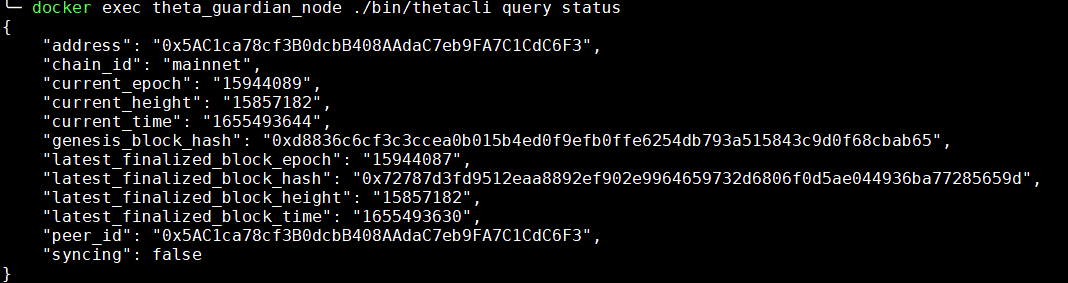 ╰─ docker exec theta_guardian_node ./bin/thetacli query status
{
    "address": "0x5AC1ca78cf3B0dcbB408AAdaC7eb9FA7C1CdC6F3",
    "chain_id": "mainnet",
    "current_epoch": "15944089",
    "current_height": "15857182",
    "current_time": "1655493644",
    "genesis_block_hash": "0xd8836c6cf3c3ccea0b015b4ed0f9efb0ffe6254db793a515843c9d0f68cbab65",
    "latest_finalized_block_epoch": "15944087",
    "latest_finalized_block_hash": "0x72787d3fd9512eaa8892ef902e9964659732d6806f0d5ae044936ba77285659d",
    "latest_finalized_block_height": "15857182",
    "latest_finalized_block_time": "1655493630",
    "peer_id": "0x5AC1ca78cf3B0dcbB408AAdaC7eb9FA7C1CdC6F3",
    "syncing": false
}